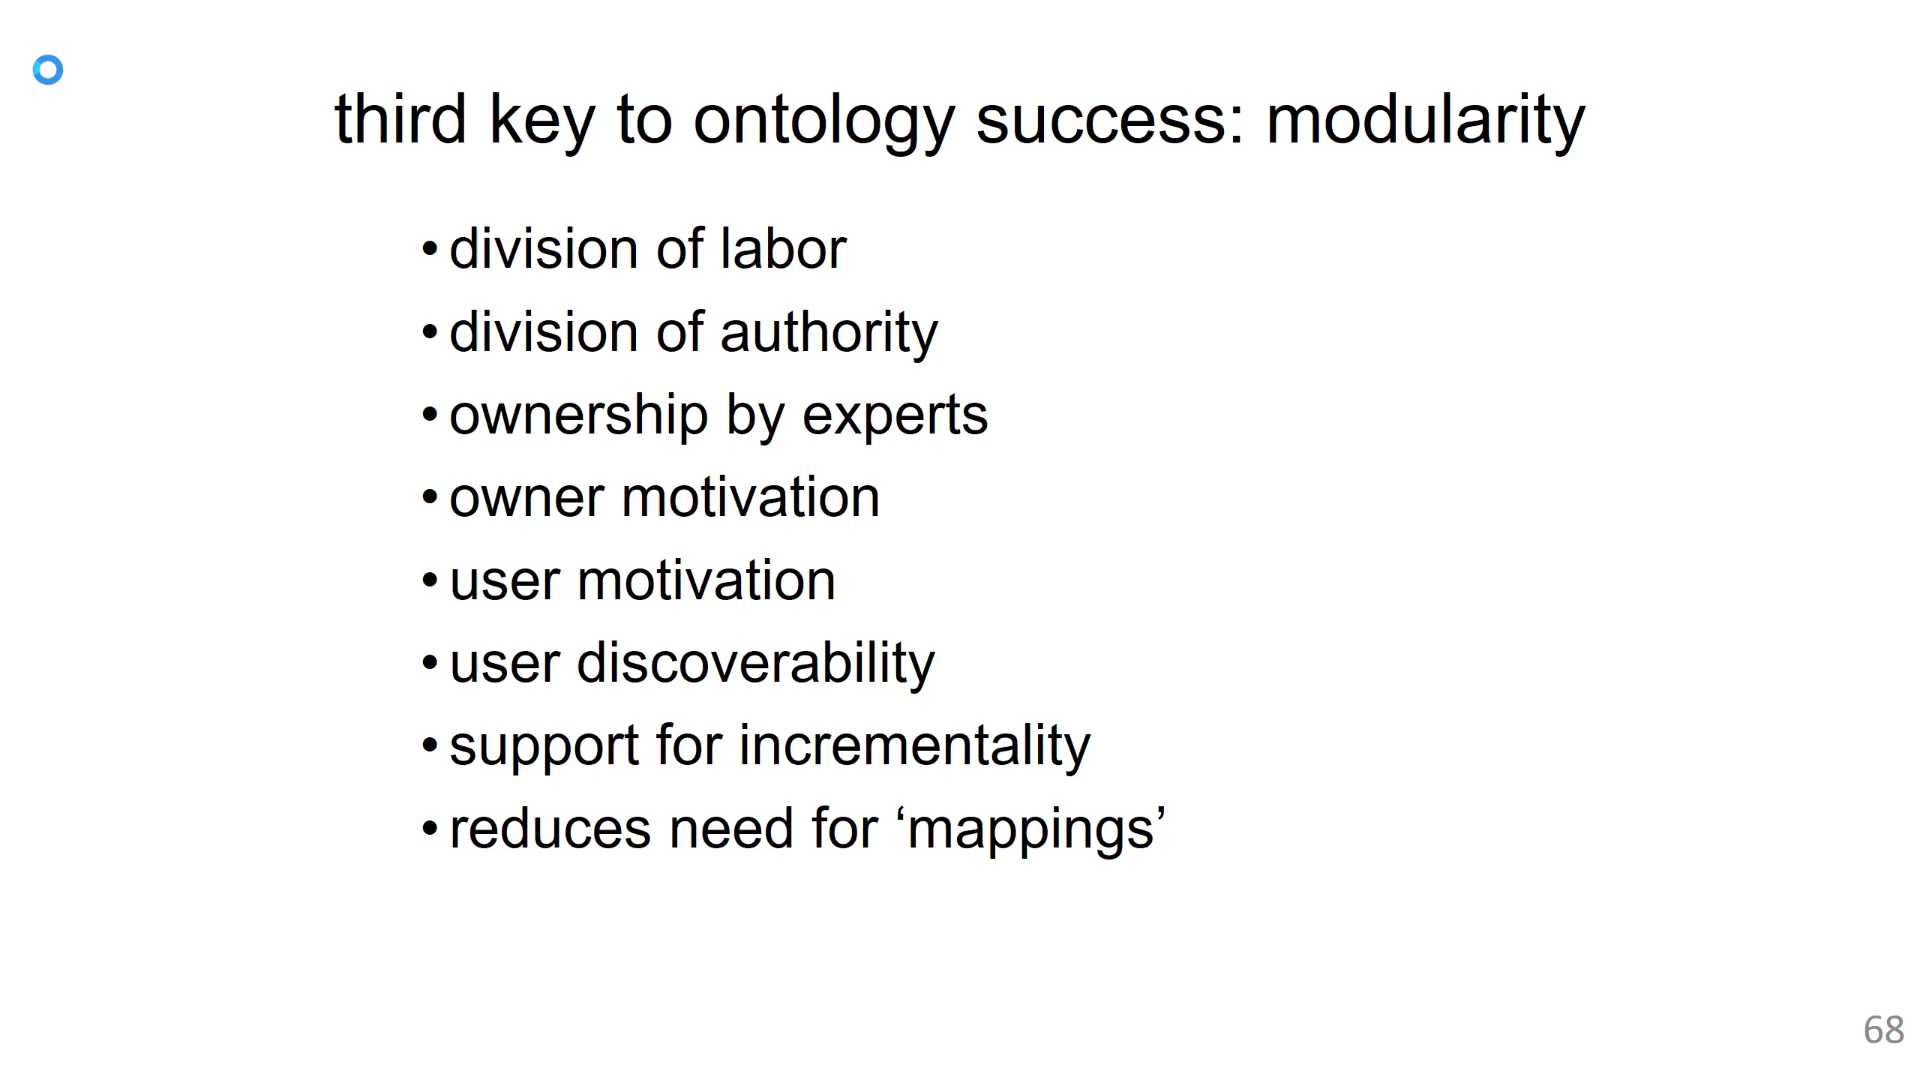 third key to ontology success: modularity
• division of labor
• division of authority
• ownership by experts
• owner motivation
• user motivation
• user discoverability
• support for incrementality
• reduces need for ‘mappings’
68